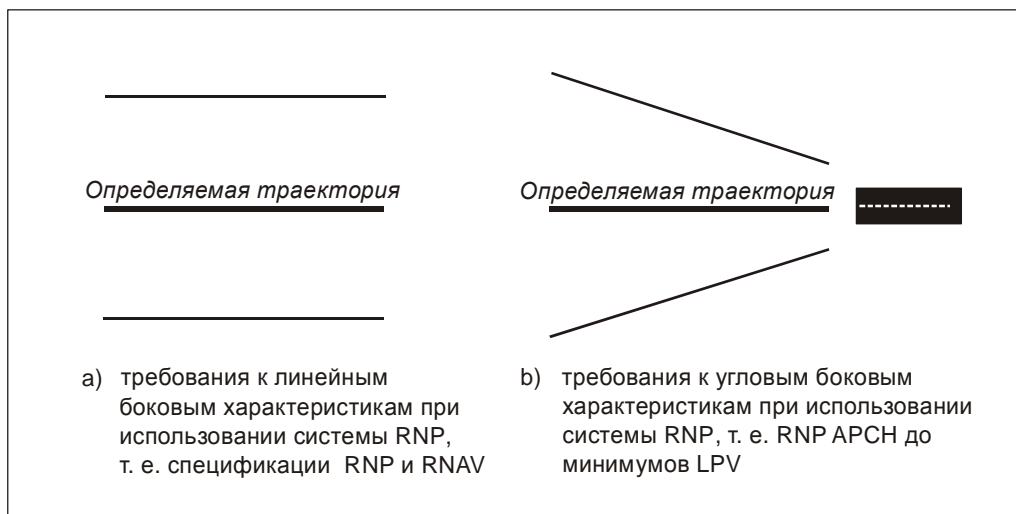 Определяемая траектория
Определяемая траектория
a) требования к линейным
боковым характеристикам при
использовании системы RNP,
т. е. спецификации RNP и RNAV
b) требования к угловым боковым
характеристикам при использовании
системы RNP, т. е. RNP APCH до
минимумов LPV